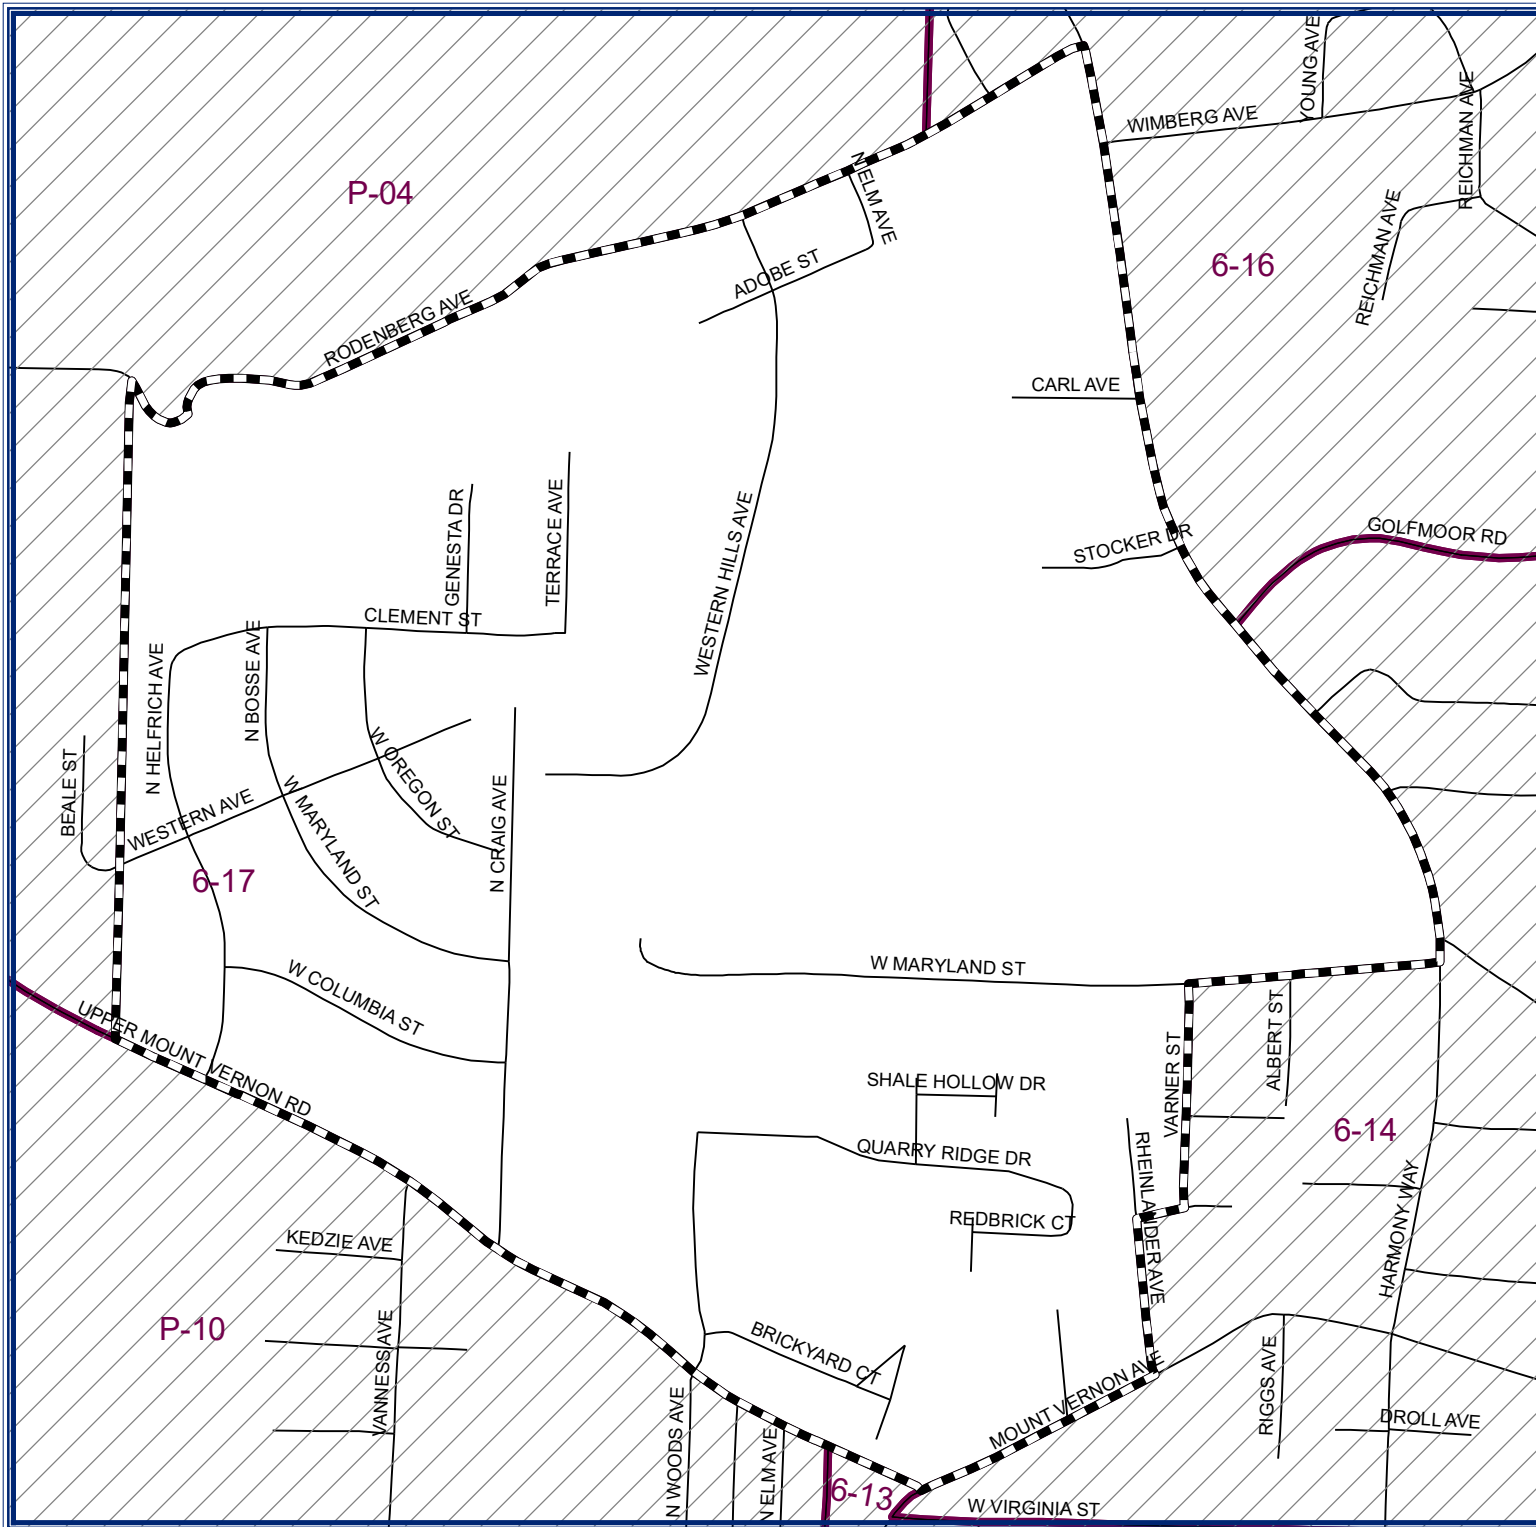 YOUNG AVE
WIMBERG AVE
REICHMAN AVE
N ELM AVE
P-04
REICHMAN AVE
6-16
ADOBE ST
RODENBERG AVE
CARL AVE
GENESTA DR
TERRACE AVE
WESTERN HILLS AVE
STOCKER DR
GOLFMOOR RD
CLEMENT ST
N HELFRICH AVE
N BOSSE AVE
BEALE ST
WESTERN AVE
W OREGON ST
W MARYLAND ST
N CRAIG AVE
6-17
W COLUMBIA ST
W MARYLAND ST
UPPER MOUNT VERNON RD
ALBERT ST
VARNER ST
SHALE HOLLOW DR
6-14
QUARRY RIDGE DR
RHEINLANDER AVE
HARMONY WAY
REDBRICK CT
KEDZIE AVE
P-10
VANNESS AVE
BRICKYARD CT
MOUNT VERNON AVE
RIGGS AVE
DROLL AVE
N WOODS AVE
N ELM AVE
6-13
W VIRGINIA ST